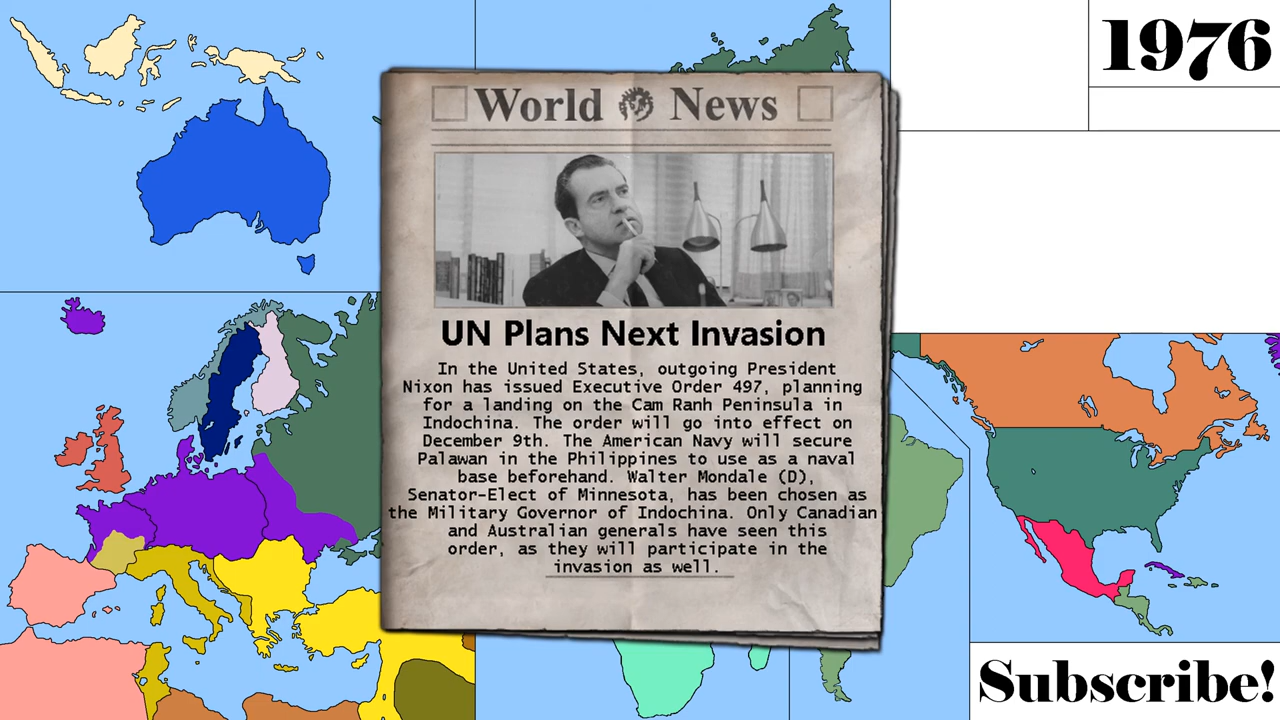 1976
World News
UN Plans Next Invasion
In the United States, outgoing President
Nixon has issued Executive Order 497, planning
for a landing on the Cam Ranh Peninsula in
Indochina. The order will go into effect on
December 9th. The American Navy will secure
Palawan in the Philippines to use as a naval
base beforehand. Walter Mondale (D),
Senator-Elect of Minnesota, has been chosen as
the Military Governor of Indochina. Only Canadian
and Australian generals have seen this
order, as they will participate in the
invasion as well.
Subscribe!